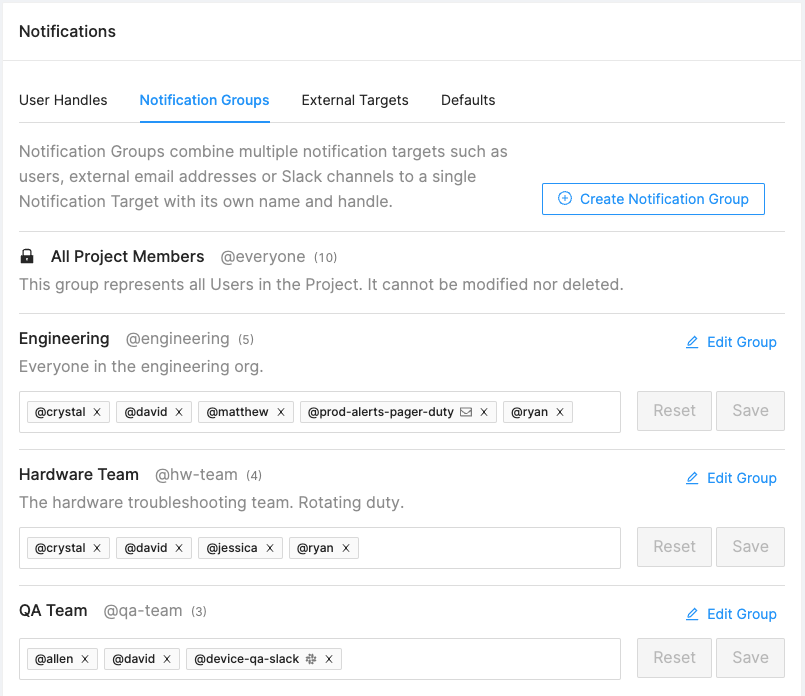 Notifications
User Handles Notification Groups External Targets Defaults
Notification Groups combine multiple notification targets such as
users, external email addresses or Slack channels to a single
Notification Target with its own name and handle.
Create Notification Group
All Project Members @everyone (10)
This group represents all Users in the Project. It cannot be modified nor deleted.
Engineering @engineering (5)
Edit Group
Everyone in the engineering org.
@crystal X @david X @matthew X @prod-alerts-pager-duty X @ryan X
Reset Save
Hardware Team @hw-team (4)
Edit Group
The hardware troubleshooting team. Rotating duty.
@crystal X @david X @jessica X @ryan X
Reset Save
QA Team @qa-team (3)
Edit Group
@allen X @david X @device-qa-slack X
Reset Save